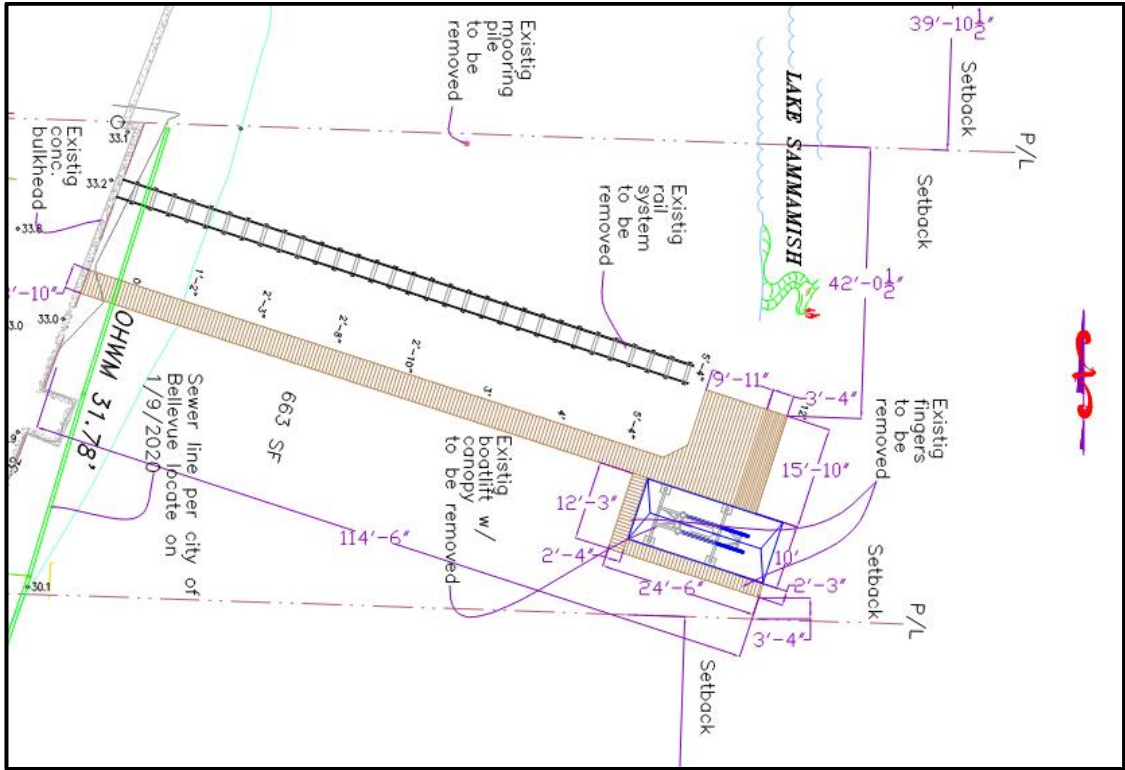 39'-10½"
Setback
P/L
Existig
mooring
pile
to be
removed
LAKE SAMMAMISH
Setback
42'-0½"
Existig
rail
system
to be
removed
33.1
33.2
Existig
conc.
bulkhead
33.8
33.0
'-10"
0
1'-2"
2'-3"
2'-8"
2'-10"
3'
4'
5'-4"
5'-4"
9'-11"
3'-4"
12'
15'-10"
Existig
fingers
to be
removed
OHWM 31.78'
663 SF
Sewer line per city of
Bellevue locate on
1/9/2020
Existig
boatlift w/
canopy
to be removed
12'-3"
2'-4"
24'-6"
10'
2'-3"
3'-4"
114'-6"
Setback
P/L
Setback
30.1
3.0